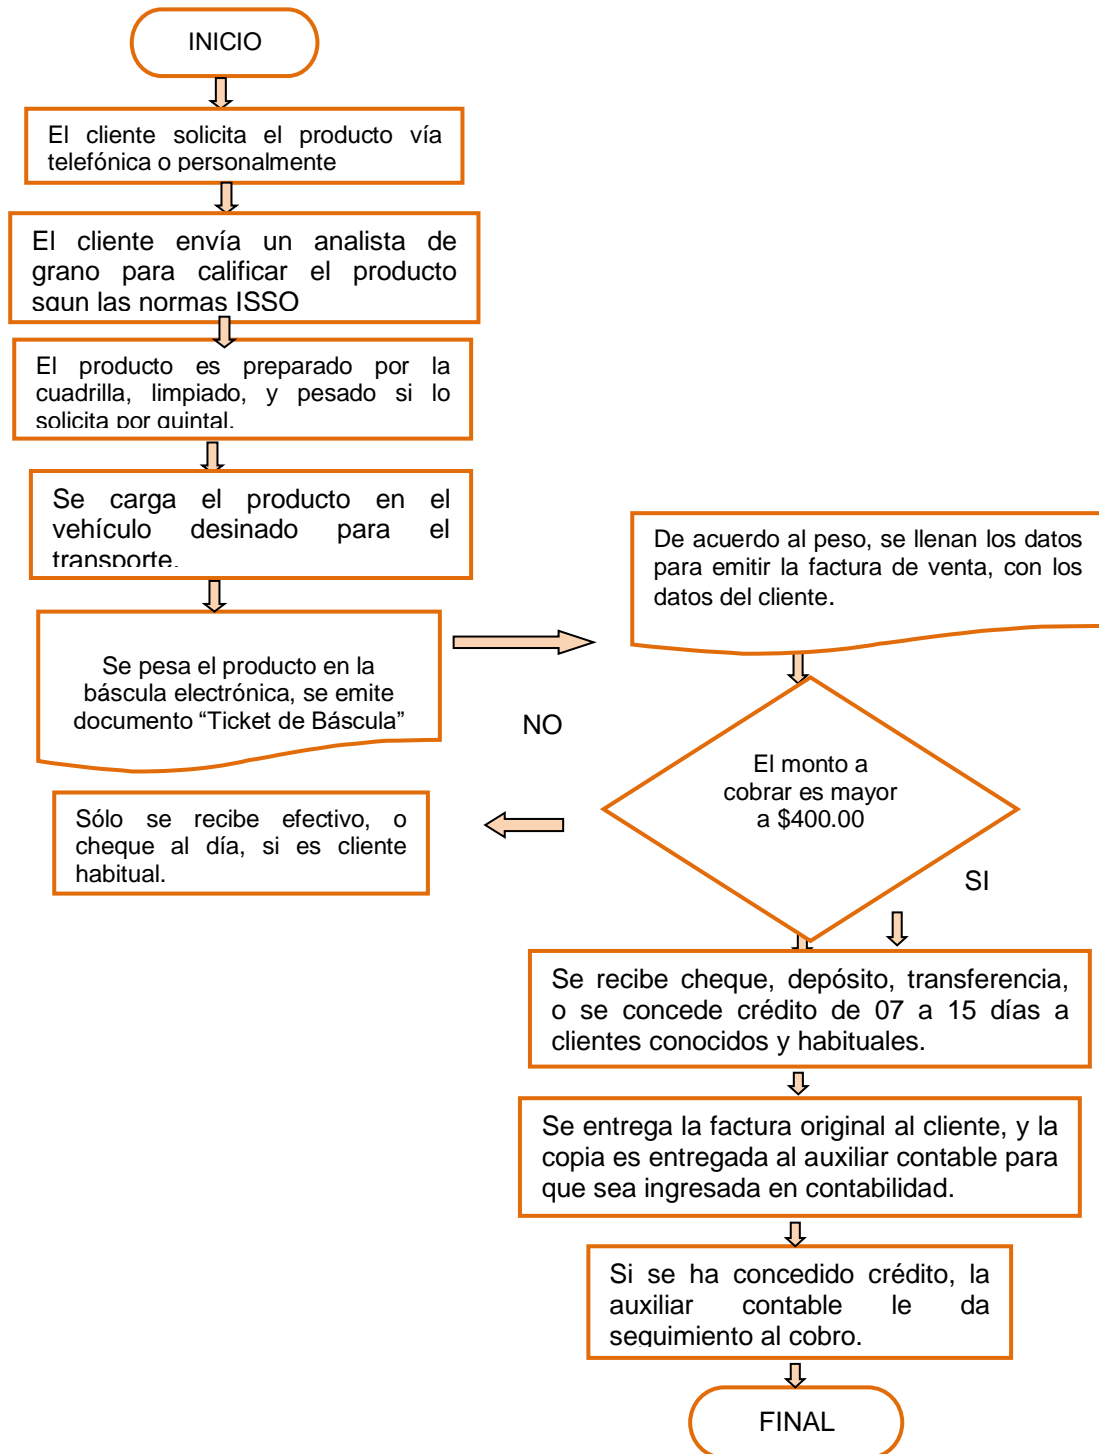 INICIO
El cliente solicita el producto vía
telefónica o personalmente
El cliente envía un analista de
grano para calificar el producto
sgun las normas ISSO
El producto es preparado por la
cuadrilla, limpiado, y pesado si lo
solicita por quintal.
Se carga el producto en el
vehículo desinado para el
transporte.
Se pesa el producto en la
báscula electrónica, se emite
documento “Ticket de Báscula”
De acuerdo al peso, se llenan los datos
para emitir la factura de venta, con los
datos del cliente.
NO
El monto a
cobrar es mayor
a $400.00
Sólo se recibe efectivo, o
cheque al día, si es cliente
habitual.
SI
Se recibe cheque, depósito, transferencia,
o se concede crédito de 07 a 15 días a
clientes conocidos y habituales.
Se entrega la factura original al cliente, y la
copia es entregada al auxiliar contable para
que sea ingresada en contabilidad.
Si se ha concedido crédito, la
auxiliar contable le da
seguimiento al cobro.
FINAL